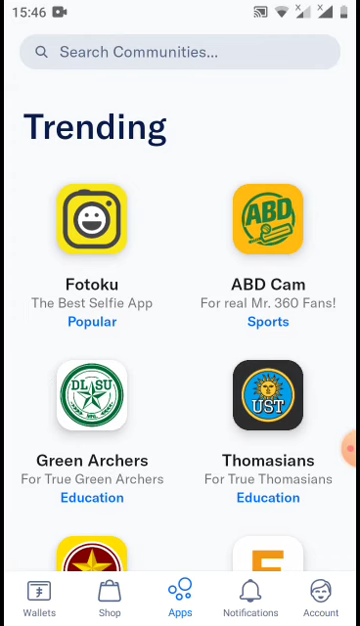 15:46
Search Communities...
Trending
ABD
Fotoku
ABD Cam
The Best Selfie App
For real Mr. 360 Fans!
Popular
Sports
DLSU
UST
Green Archers
Thomasians
For True Green Archers
For True Thomasians
Education
Education
Wallets
Shop
Apps
Notifications
Account